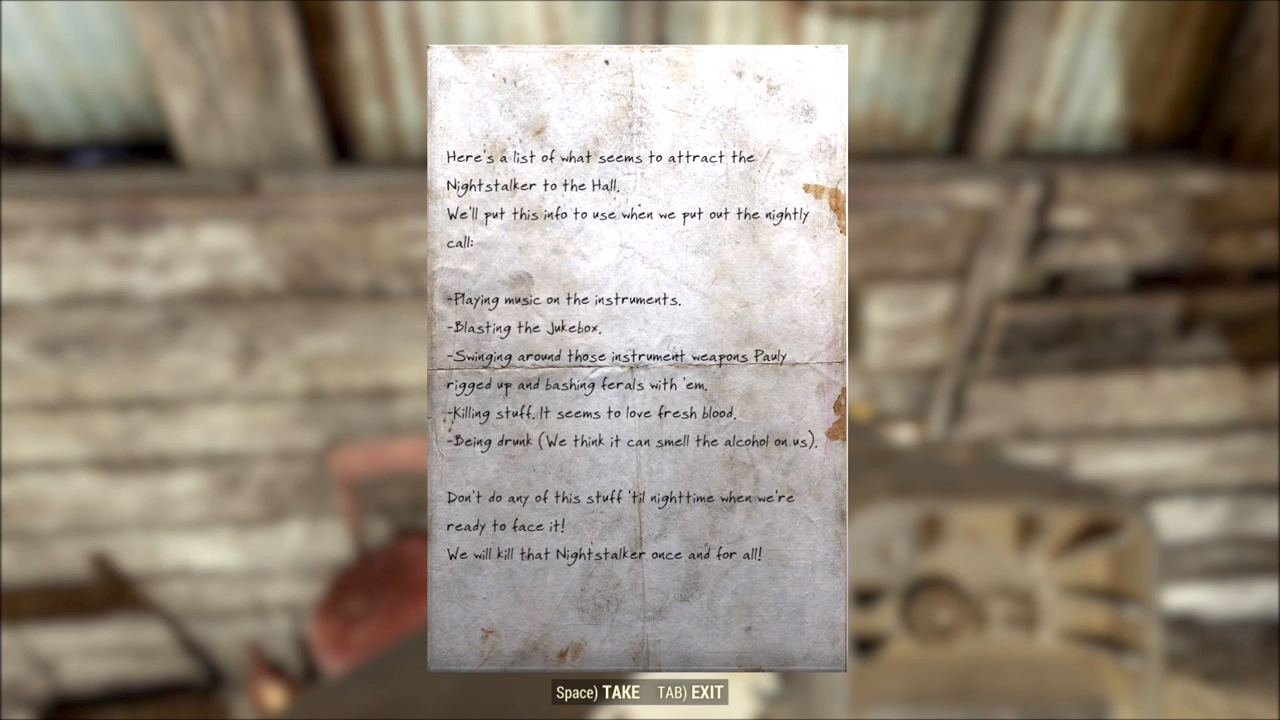 Here's a list of what seems to attract the
Nightstalker to the Hall.
We'll put this info to use when we put out the nightly
call:
-Playing music on the instruments.
-Blasting the Jukebox.
-Swinging around those instrument weapons Pauly
rigged up and bashing ferals with 'em.
-Killing stuff. It seems to love fresh blood.
-Being drunk (We think it can smell the alcohol on us).
Don't do any of this stuff 'til nighttime when we're
ready to face it!
We will kill that Nightstalker once and for all!
Space) TAKE TAB) EXIT